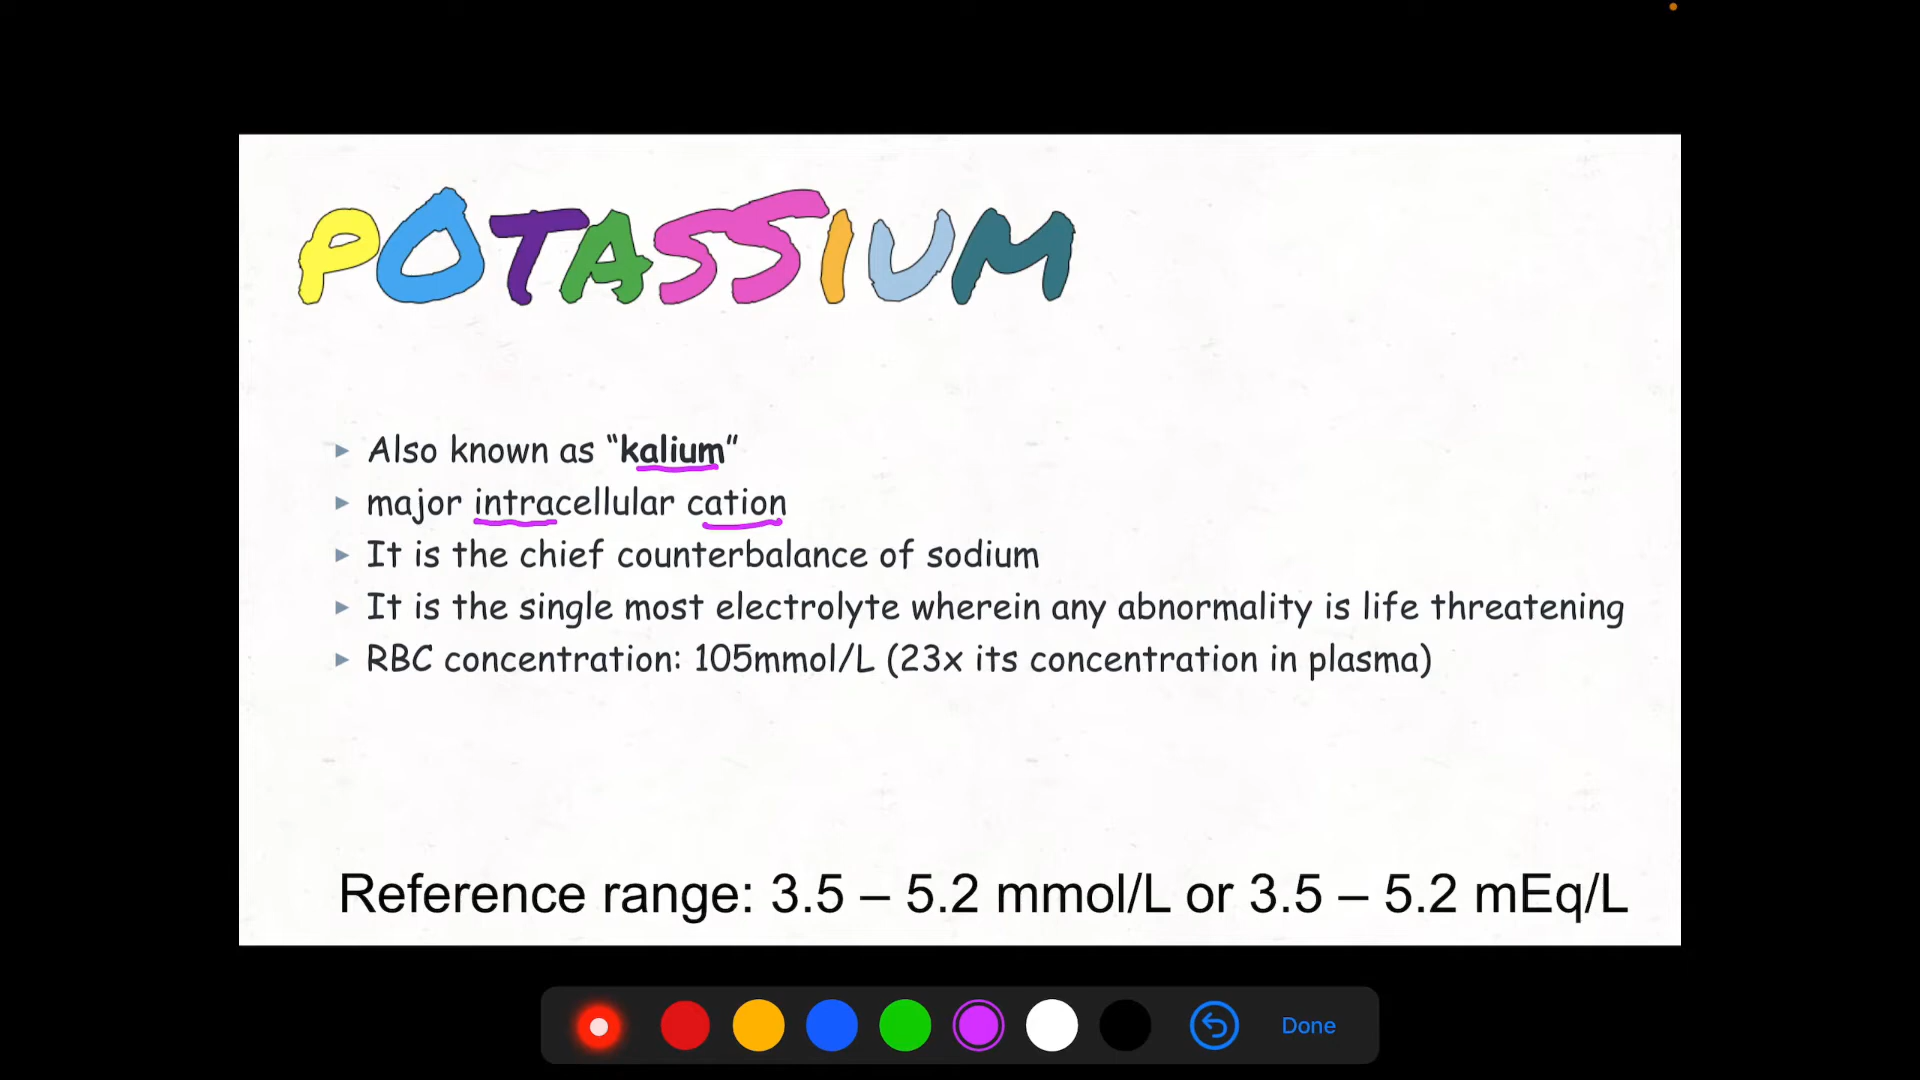 POTASSIUM
Also known as “kalium”
major intracellular cation
It is the chief counterbalance of sodium
It is the single most electrolyte wherein any abnormality is life threatening
RBC concentration: 105mmol/L (23x its concentration in plasma)
Reference range: 3.5 – 5.2 mmol/L or 3.5 – 5.2 mEq/L
Done